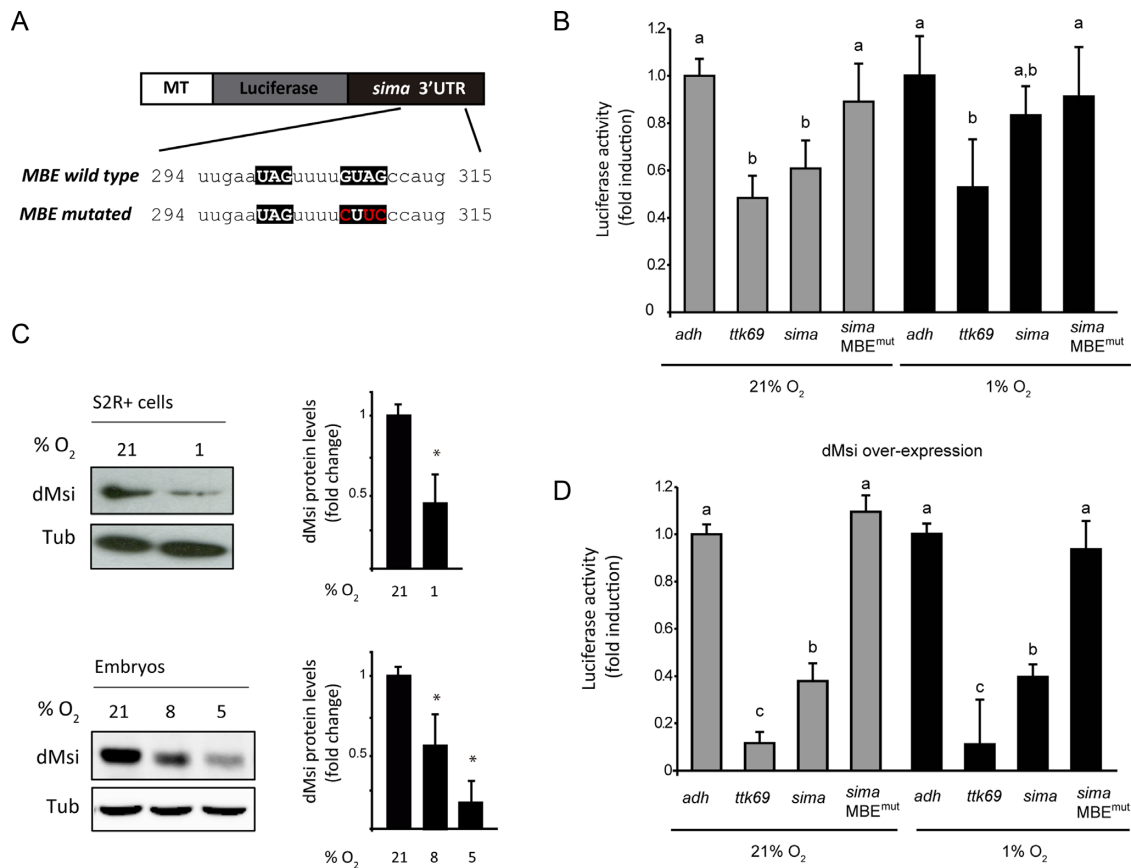 A
MT Luciferase sima 3'UTR
MBE wild type 294 uugaaUAGuuuuGUAGccaug 315
MBE mutated 294 uugaaUAGuuuuCUUCccaug 315
B
Luciferase activity
(fold induction)
1.2
1.0
0.8
0.6
0.4
0.2
0
a b b a a b a,b a
adh ttk69 sima sima MBEmut adh ttk69 sima sima MBEmut
21% O2 1% O2
C
S2R+ cells
% O2 21 1
dMsi
Tub
dMsi protein levels
(fold change)
1
0.5
*
% O2 21 1
Embryos
% O2 21 8 5
dMsi
Tub
dMsi protein levels
(fold change)
1
0.5
* *
% O2 21 8 5
dMsi over-expression
D
Luciferase activity
(fold induction)
1.2
1.0
0.8
0.6
0.4
0.2
0
a c b a a c b a
adh ttk69 sima sima MBEmut adh ttk69 sima sima MBEmut
21% O2 1% O2